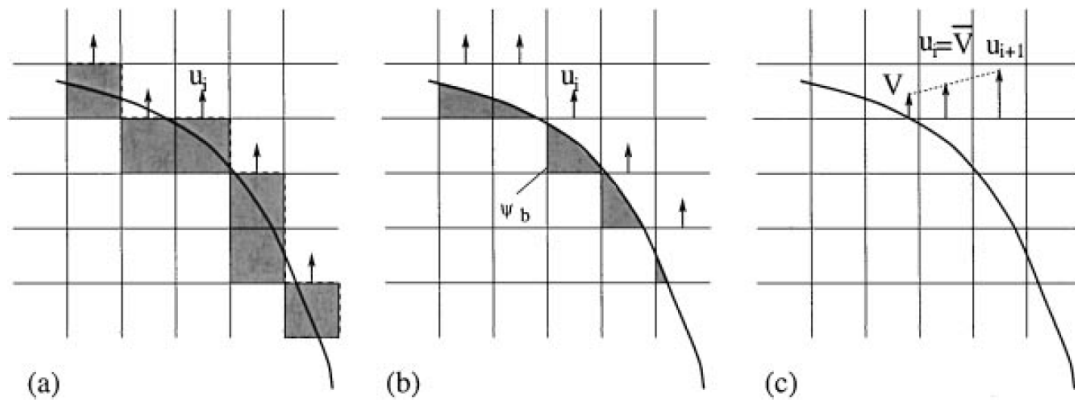 u_i
(a)
u_i
ψ_b
(b)
u_i=V̅ u_{i+1}
V
(c)